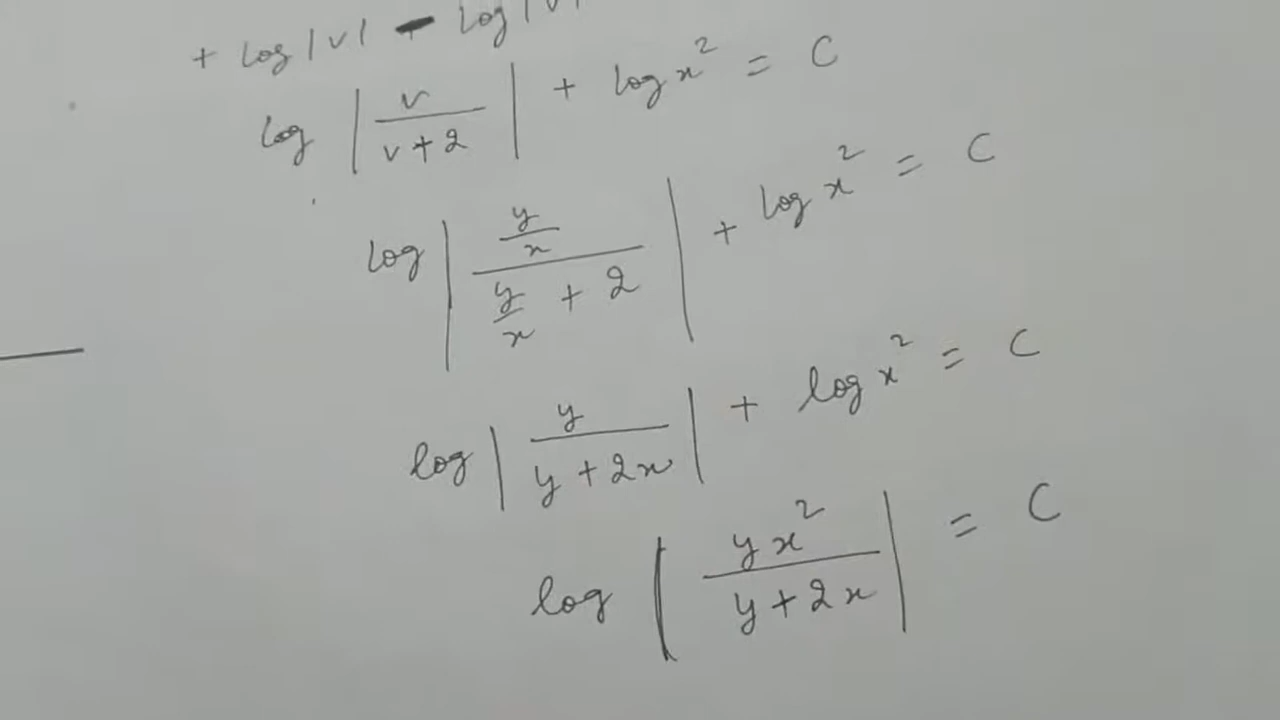 + log |v| - log |v
log | v / v+2 | + log x² = C
log | (y/x) / (y/x + 2) | + log x² = C
log | y / y+2x | + log x² = C
log | yx² / y+2x | = C